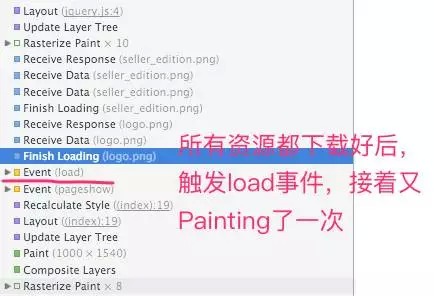 Layout (jquery.js:4)
Update Layer Tree
Rasterize Paint × 10
Receive Response (seller_edition.png)
Receive Data (seller_edition.png)
Receive Data (seller_edition.png)
Finish Loading (seller_edition.png)
Receive Response (logo.png)
Receive Data (logo.png)
Finish Loading (logo.png)
Event (load)
Event (pageshow)
Recalculate Style ((index):19)
Layout ((index):19)
Update Layer Tree
Paint (1000 × 1540)
Composite Layers
Rasterize Paint × 8
所有资源都下载好后，
触发load事件，接着又
Painting了一次